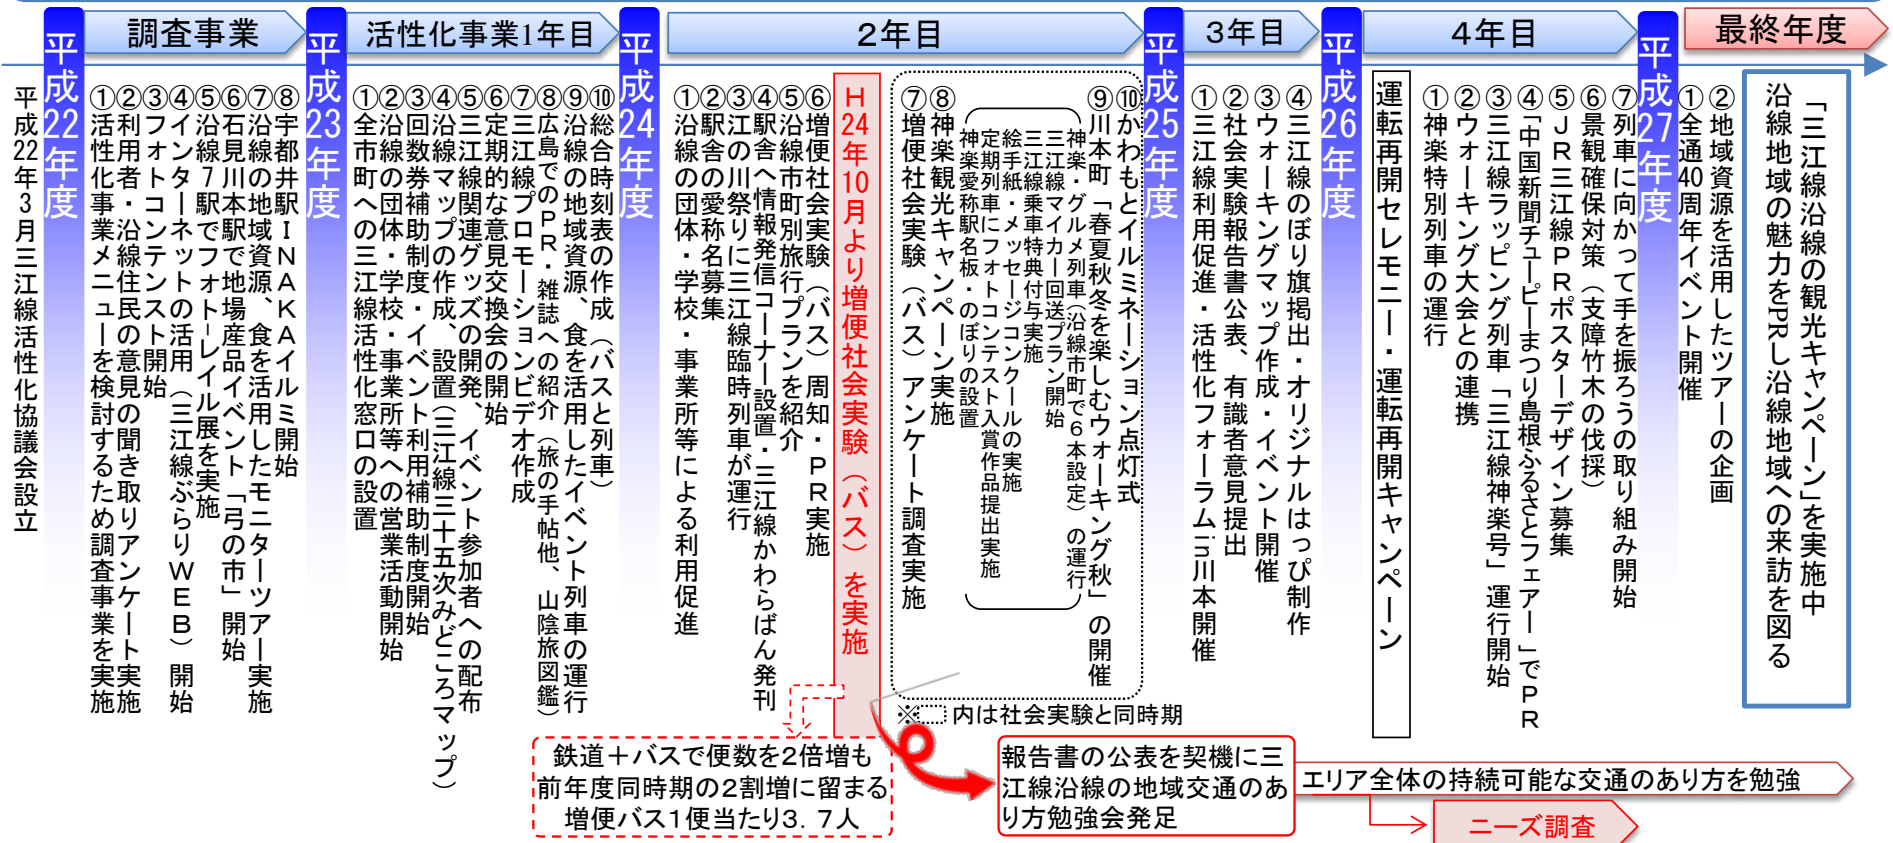 調査事業
活性化事業1年目
2年目
3年目
4年目
最終年度
平成22年3月三江線活性化協議会設立
平成22年度
①活性化事業メニューを検討するため調査事業を実施
②利用者・沿線住民の意見の聞き取りアンケート実施
③フォトコンテンスト開始
④インターネットの活用（三江線ぶらりWEB）開始
⑤沿線7駅でフォト-レイル展を実施
⑥石見川本駅で地場産品イベント「弓の市」開始
⑦沿線の地域資源、食を活用したモニターツアー実施
⑧宇都井駅INAKAイルミ開始
平成23年度
①全市町への三江線活性化窓口の設置
②沿線の団体・学校・事業所等への営業活動開始
③回数券補助制度・イベント利用補助制度開始
④沿線マップの作成、設置（三江線三十五次みどころマップ）
⑤三江線関連グッズの開発、イベント参加者への配布
⑥定期的な意見交換会の開始
⑦三江線プロモーションビデオ作成
⑧広島でのPR・雑誌への紹介（旅の手帖他、山陰旅図鑑）
⑨沿線の地域資源、食を活用したイベント列車の運行
⑩総合時刻表の作成（バスと列車）
平成24年度
①沿線の団体・学校・事業所等による利用促進
②駅舎の愛称名募集
③江の川祭りに三江線臨時列車が運行
④駅舎へ情報発信コーナー設置・三江線かわらばん発刊
⑤沿線市町別旅行プランを紹介
⑥増便社会実験（バス）周知・PR実施
H24年10月より増便社会実験（バス）を実施
⑦増便社会実験（バス）アンケート調査実施
⑧神楽観光キャンペーン実施
神楽愛称駅名板・のぼりの設置
定期列車にフォトコンテスト入賞作品提出実施
絵手紙・メッセージコンクールの実施
三江線乗車特典付与実施
三江線マイカー回送プラン開始
神楽・グルメ列車（沿線市町で6本設定）の運行
⑨川本町「春夏秋冬を楽しむウォーキング秋」の開催
⑩かわもとイルミネーション点灯式
平成25年度
①三江線利用促進・活性化フォーラムin川本開催
②社会実験報告書公表、有識者意見提出
③ウォーキングマップ作成・イベント開催
④三江線のぼり旗掲出・オリジナルはっぴ制作
平成26年度
運転再開セレモニー・運転再開キャンペーン
①神楽特別列車の運行
②ウォーキング大会との連携
③三江線ラッピング列車「三江線神楽号」運行開始
④「中国新聞チューピーまつり島根ふるさとフェアー」でPR
⑤JR三江線PRポスターデザイン募集
⑥景観確保対策（支障竹木の伐採）
⑦列車に向かって手を振ろうの取り組み開始
平成27年度
①全通40周年イベント開催
②地域資源を活用したツアーの企画
「三江線沿線の観光キャンペーン」を実施中
沿線地域の魅力をPRし沿線地域への来訪を図る
※内は社会実験と同時期
鉄道＋バスで便数を2倍増も
前年度同時期の2割増に留まる
増便バス1便当たり3．7人
報告書の公表を契機に三
江線沿線の地域交通のあ
り方勉強会発足
エリア全体の持続可能な交通のあり方を勉強
ニーズ調査